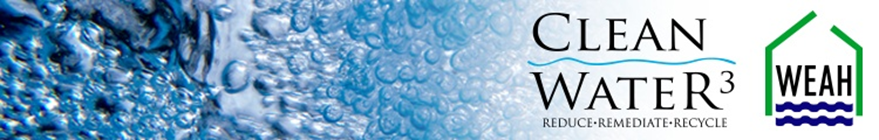 CLEAN
WATER³
REDUCE·REMEDIATE·RECYCLE
WEAH